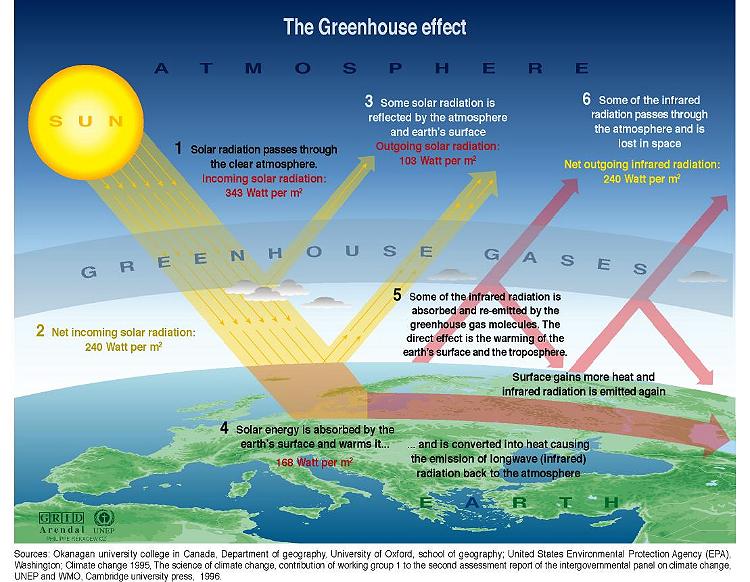 The Greenhouse effect
A T M O S P H E R E
S U N
1 Solar radiation passes through
the clear atmosphere.
Incoming solar radiation:
343 Watt per m²
3 Some solar radiation is
reflected by the atmosphere
and earth's surface
Outgoing solar radiation:
103 Watt per m²
6 Some of the infrared
radiation passes through
the atmosphere and is
lost in space
Net outgoing infrared radiation:
240 Watt per m²
G R E E N H O U S E G A S E S
2 Net incoming solar radiation:
240 Watt per m²
5 Some of the infrared radiation is
absorbed and re-emitted by the
greenhouse gas molecules. The
direct effect is the warming of the
earth's surface and the troposphere.
Surface gains more heat and
infrared radiation is emitted again
4 Solar energy is absorbed by the
earth's surface and warms it...
168 Watt per m²
... and is converted into heat causing
the emission of longwave (infrared)
radiation back to the atmosphere
E A R T H
GRID
Arendal UNEP
PHILIPPE REKACEWICZ
Sources: Okanagan university college in Canada, Department of geography, University of Oxford, school of geography; United States Environmental Protection Agency (EPA),
Washington; Climate change 1995, The science of climate change, contribution of working group 1 to the second assessment report of the intergovernmental panel on climate change,
UNEP and WMO, Cambridge university press, 1996.